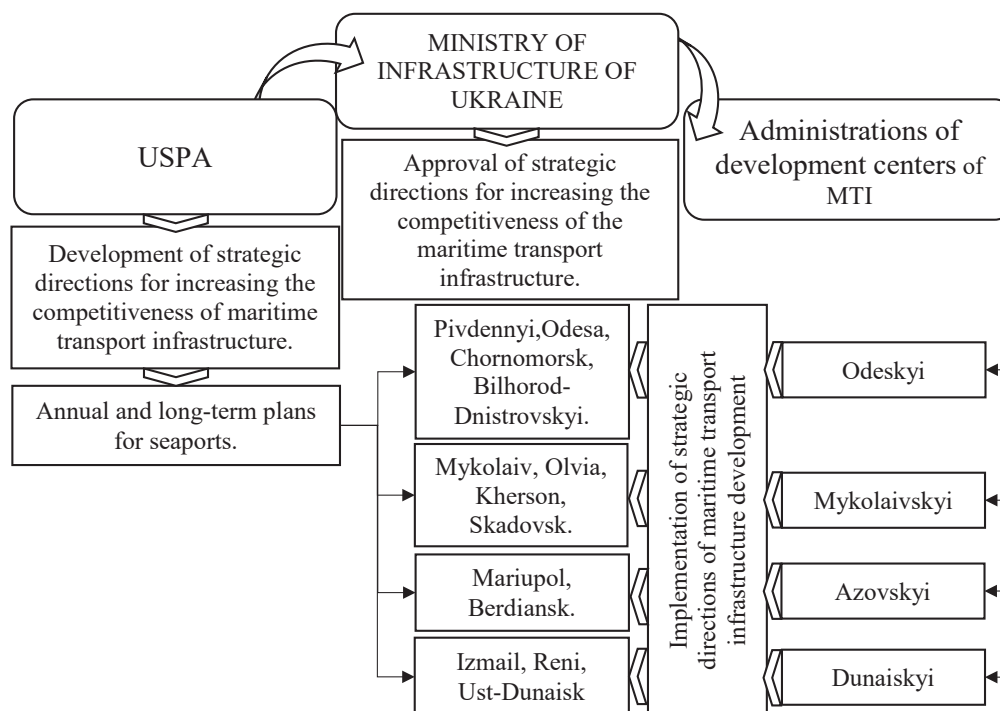 MINISTRY OF
INFRASTRUCTURE OF
UKRAINE
USPA
Administrations of
development centers of
MTI
Approval of strategic
directions for increasing the
competitiveness of the
maritime transport
infrastructure.
Development of strategic
directions for increasing the
competitiveness of maritime
transport infrastructure.
Annual and long-term plans
for seaports.
Pivdennyi,Odesa,
Chornomorsk,
Bilhorod-
Dnistrovskyi.
Mykolaiv, Olvia,
Kherson,
Skadovsk.
Mariupol,
Berdiansk.
Izmail, Reni,
Ust-Dunaisk
Implementation of strategic
directions of maritime transport
infrastructure development
Odeskyi
Mykolaivskyi
Azovskyi
Dunaiskyi